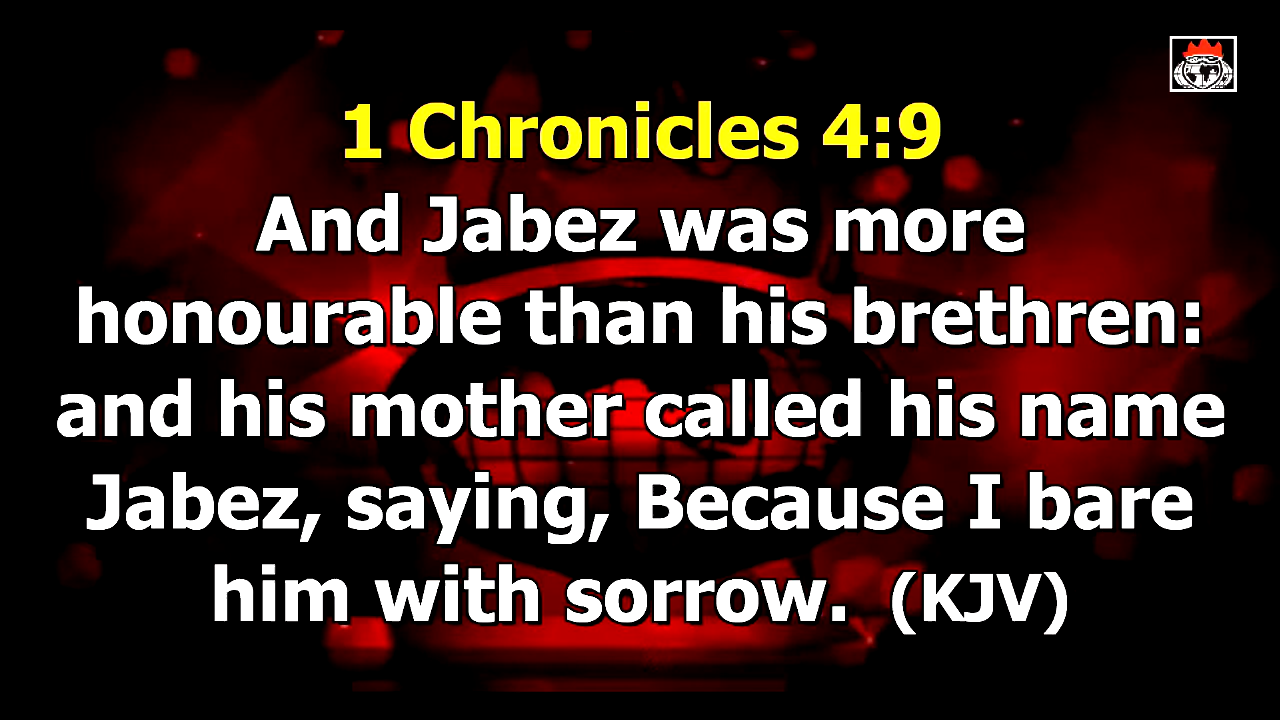 1 Chronicles 4:9
And Jabez was more
honourable than his brethren:
and his mother called his name
Jabez, saying, Because I bare
him with sorrow.  (KJV)